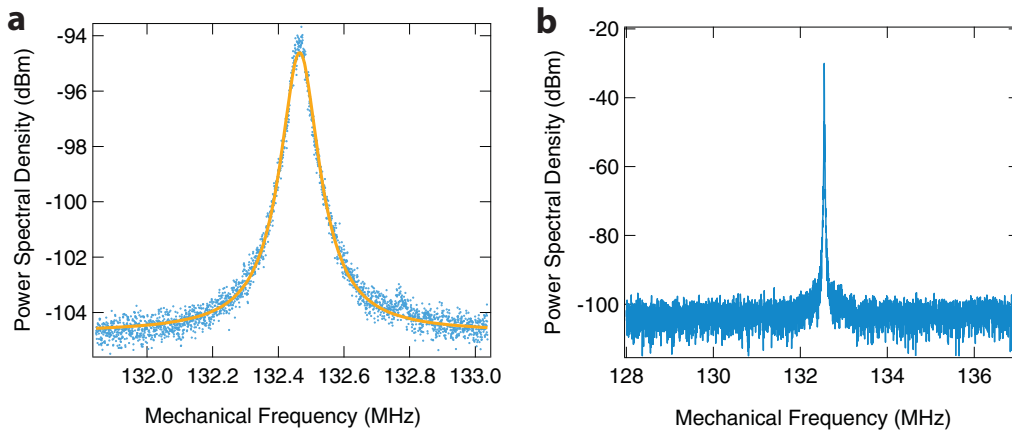 a
Power Spectral Density (dBm)
-94
-96
-98
-100
-102
-104
132.0 132.2 132.4 132.6 132.8 133.0
Mechanical Frequency (MHz)
b
Power Spectral Density (dBm)
-20
-40
-60
-80
-100
128 130 132 134 136
Mechanical Frequency (MHz)